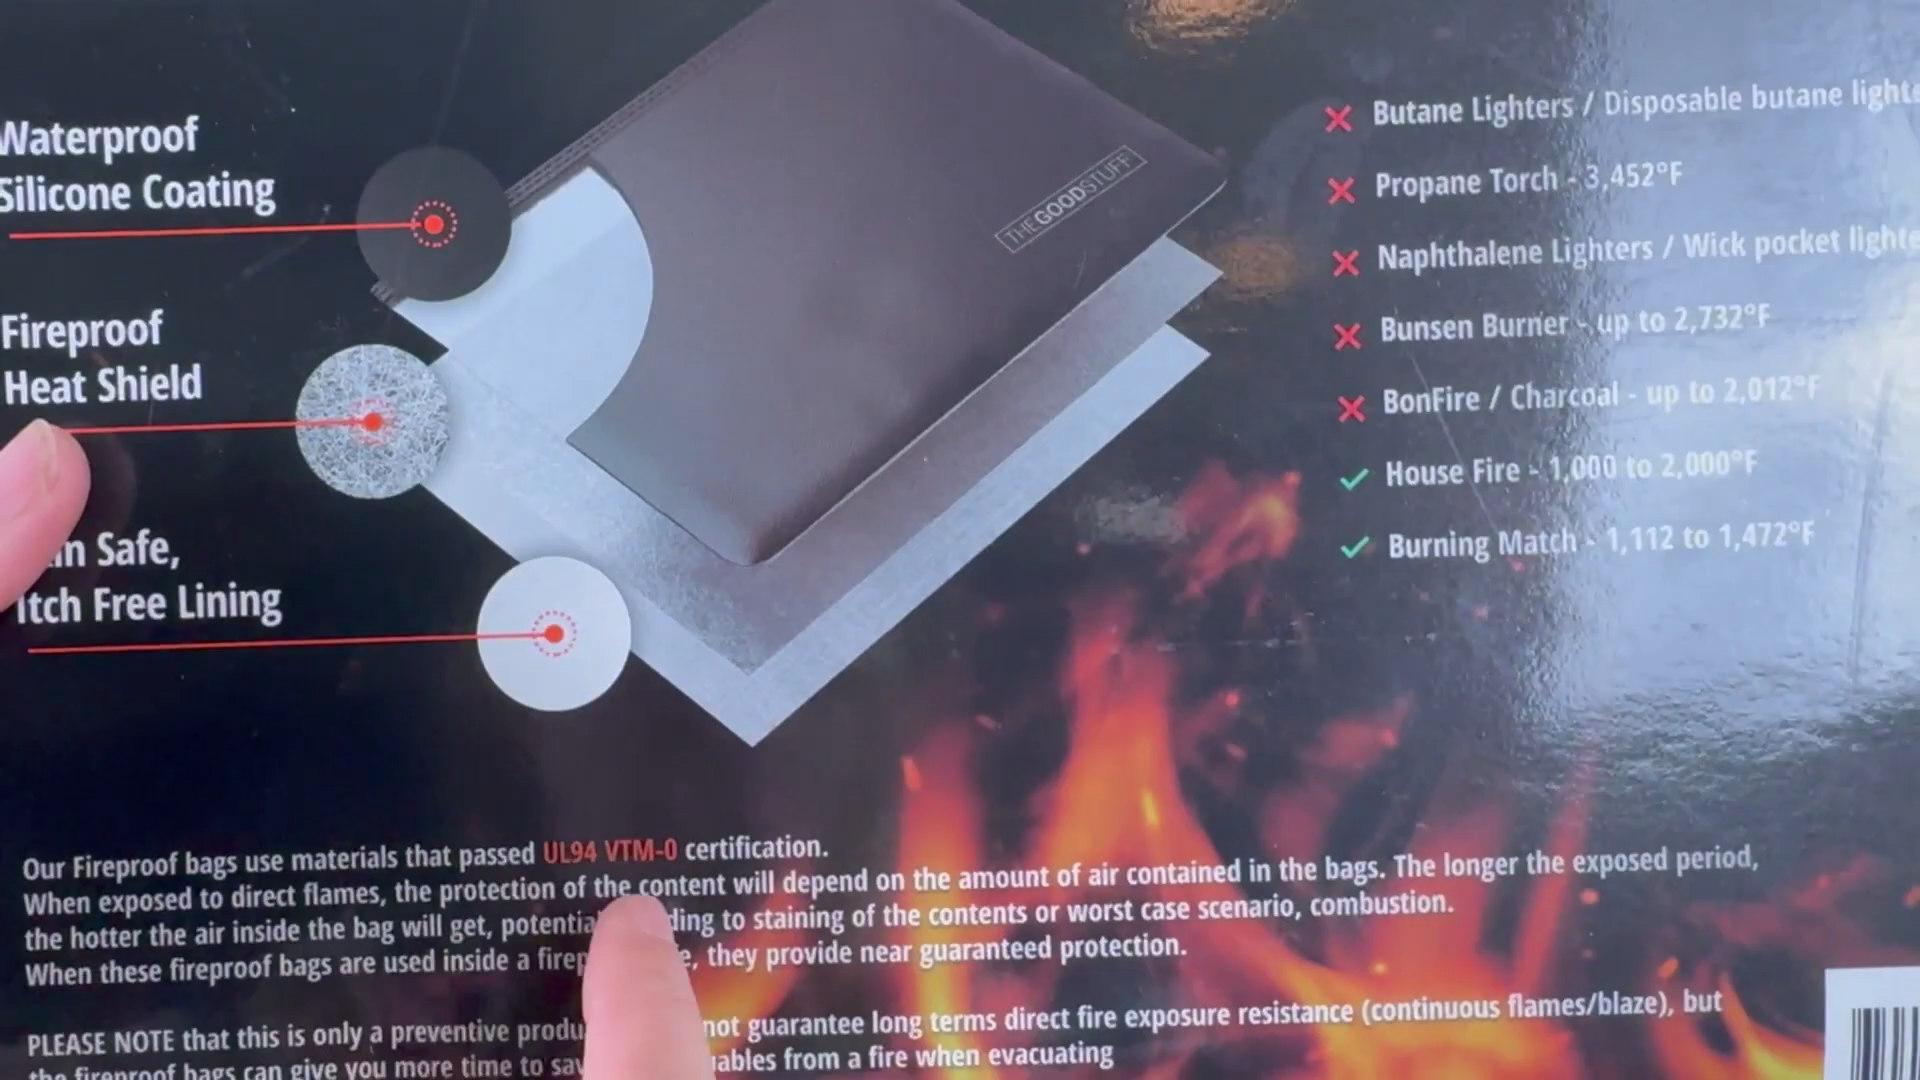 Waterproof
Silicone Coating
Fireproof
Heat Shield
Safe,
Itch Free Lining
THEGOODSTUFF
Butane Lighters / Disposable butane
Propane Torch - 3,452°F
Naphthalene Lighters / Wick pocket
Bunsen Burner - up to 2,732°F
BonFire / Charcoal - up to 2,012°F
House Fire - 1,000 to 2,000°F
Burning Match - 1,112 to 1,472°F
Our Fireproof bags use materials that passed UL94 VTM-0 certification.
When exposed to direct flames, the protection of the content will depend on the amount of air contained in the bags. The longer the exposed period,
the hotter the air inside the bag will get, to staining of the contents or worst case scenario, combustion.
When these fireproof bags are used inside a they provide near guaranteed protection.
PLEASE NOTE that this is only a preventive not guarantee long terms direct fire exposure resistance (continuous flames/blaze), but
the fireproof bags can give you more time to from a fire when evacuating